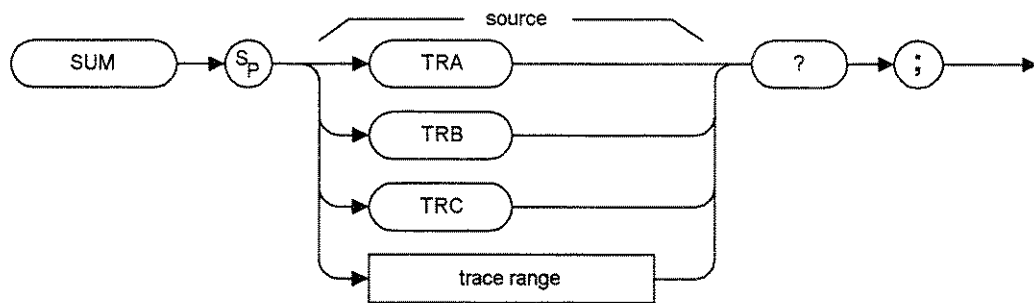 source
SUM
SP
TRA
?
;
TRB
TRC
trace range